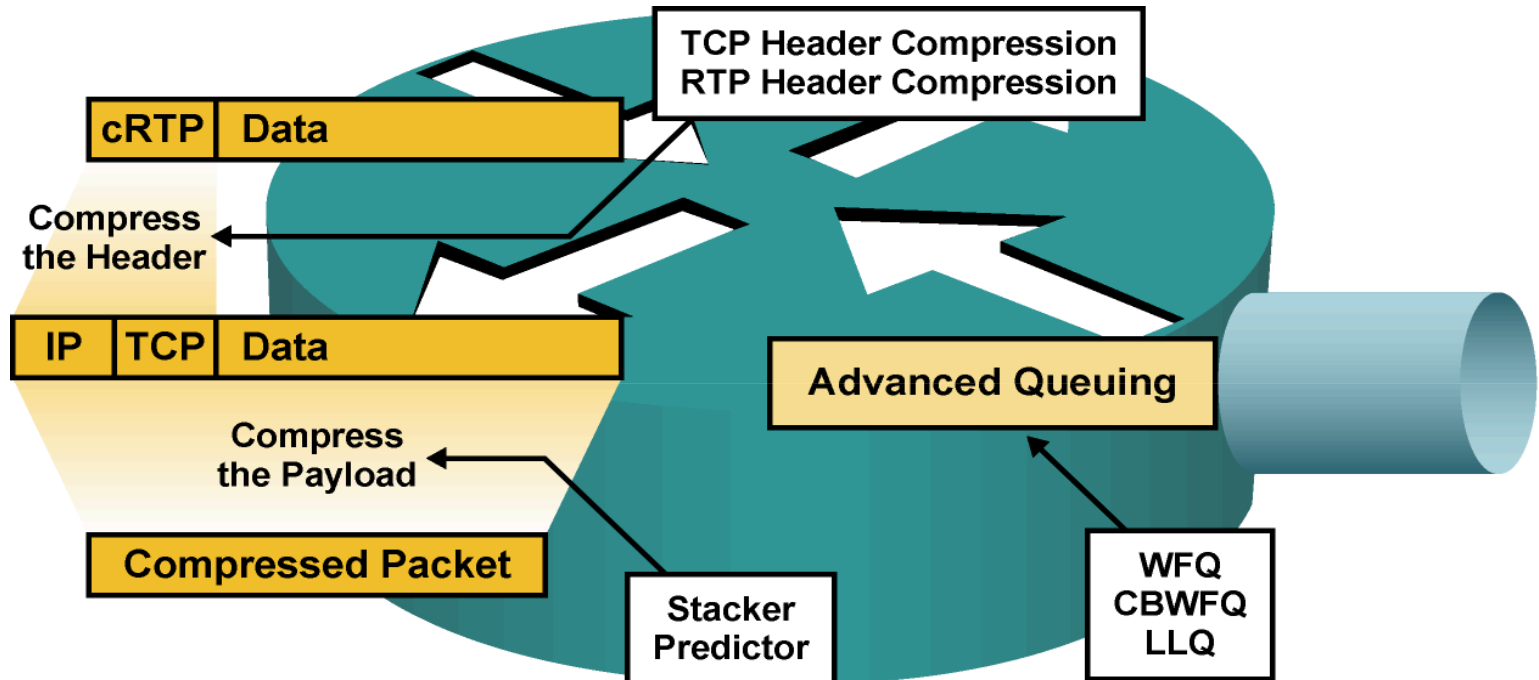 TCP Header Compression
RTP Header Compression
cRTP
Data
Compress
the Header
IP
TCP
Data
Advanced Queuing
Compress
the Payload
Compressed Packet
Stacker
Predictor
WFQ
CBWFQ
LLQ